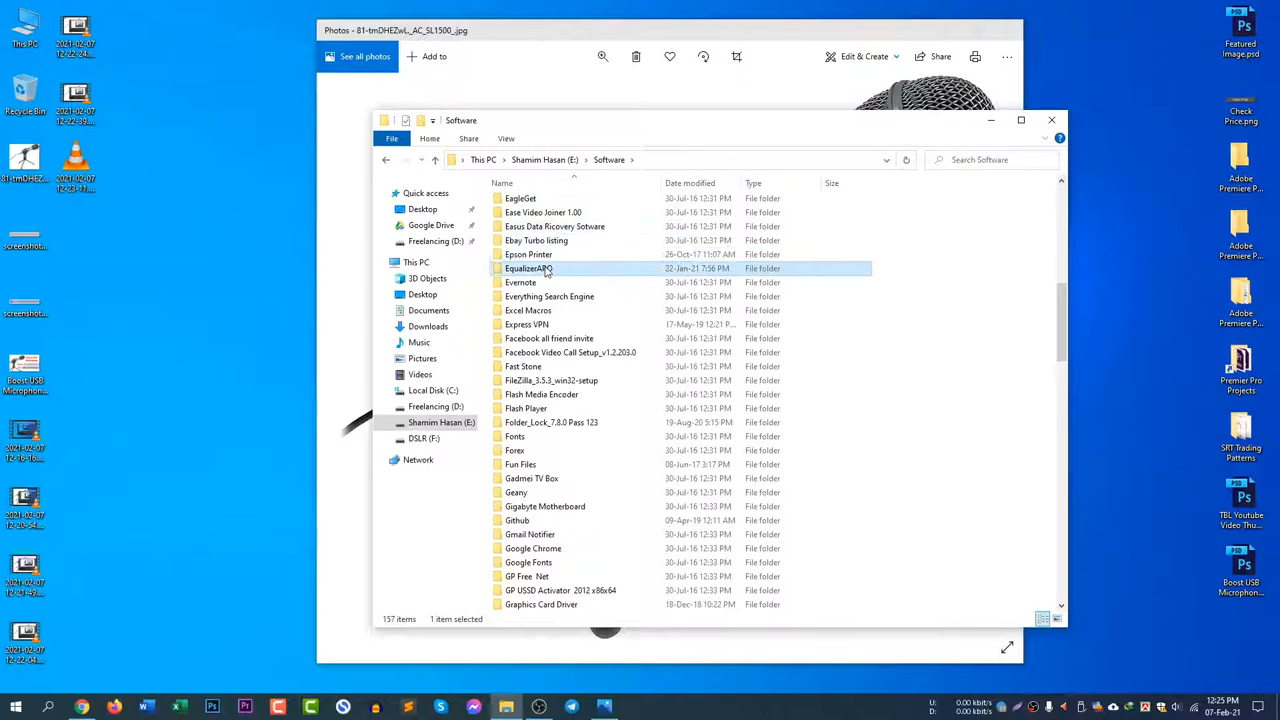 Photos - 81-tmDHEZwL._AC_SL1500_.jpg
See all photos
Add to
Edit & Create
Share
Software
File
Home
Share
View
This PC
Shamim Hasan (E:)
Software
Search Software
Name
Date modified
Type
Size
Quick access
Desktop
Google Drive
Freelancing (D:)
This PC
3D Objects
Desktop
Documents
Downloads
Music
Pictures
Videos
Local Disk (C:)
Freelancing (D:)
Shamim Hasan (E:)
DSLR (F:)
Network
EagleGet 30-Jul-16 12:31 PM File folder
Ease Video Joiner 1.00 30-Jul-16 12:31 PM File folder
Easus Data Ricovery Sotware 30-Jul-16 12:31 PM File folder
Ebay Turbo listing 30-Jul-16 12:31 PM File folder
Epson Printer 26-Oct-17 11:07 AM File folder
EqualizerAPO 22-Jan-21 7:56 PM File folder
Evernote 30-Jul-16 12:31 PM File folder
Everything Search Engine 30-Jul-16 12:31 PM File folder
Excel Macros 30-Jul-16 12:31 PM File folder
Express VPN 17-May-19 12:21 P... File folder
Facebook all friend invite 30-Jul-16 12:31 PM File folder
Facebook Video Call Setup_v1.2.203.0 30-Jul-16 12:31 PM File folder
Fast Stone 30-Jul-16 12:31 PM File folder
FileZilla_3.5.3_win32-setup 30-Jul-16 12:31 PM File folder
Flash Media Encoder 30-Jul-16 12:31 PM File folder
Flash Player 30-Jul-16 12:31 PM File folder
Folder_Lock_7.8.0 Pass 123 19-Aug-20 5:15 PM File folder
Fonts 30-Jul-16 12:31 PM File folder
Forex 30-Jul-16 12:31 PM File folder
Fun Files 08-Jun-17 3:17 PM File folder
Gadmei TV Box 30-Jul-16 12:31 PM File folder
Geany 30-Jul-16 12:31 PM File folder
Gigabyte Motherboard 30-Jul-16 12:33 PM File folder
Github 09-Apr-19 12:11 AM File folder
Gmail Notifier 30-Jul-16 12:33 PM File folder
Google Chrome 30-Jul-16 12:33 PM File folder
Google Fonts 30-Jul-16 12:33 PM File folder
GP Free Net 30-Jul-16 12:33 PM File folder
GP USSD Activator 2012 x86x64 30-Jul-16 12:33 PM File folder
Graphics Card Driver 18-Dec-18 10:22 PM File folder
157 items
1 item selected
This PC
2021-02-07
12-22-24....
Recycle Bin
2021-02-07
12-22-39....
81-tmDHEZ...
2021-02-07
12-23-11....
screenshot...
screenshot...
Boost USB
Microphon...
2021-02-07
12-16-16....
2021-02-07
12-20-54....
2021-02-07
12-21-49....
2021-02-07
12-22-04....
Featured
Image.psd
Check
Price.png
Adobe
Premiere P...
Adobe
Premiere P...
Adobe
Premiere P...
Premier Pro
Projects
SRT Trading
Patterns
TBL Youtube
Video Thu...
Boost USB
Microphon...
U: 0.00 kbit/s
D: 0.00 kbit/s
12:25 PM
07-Feb-21